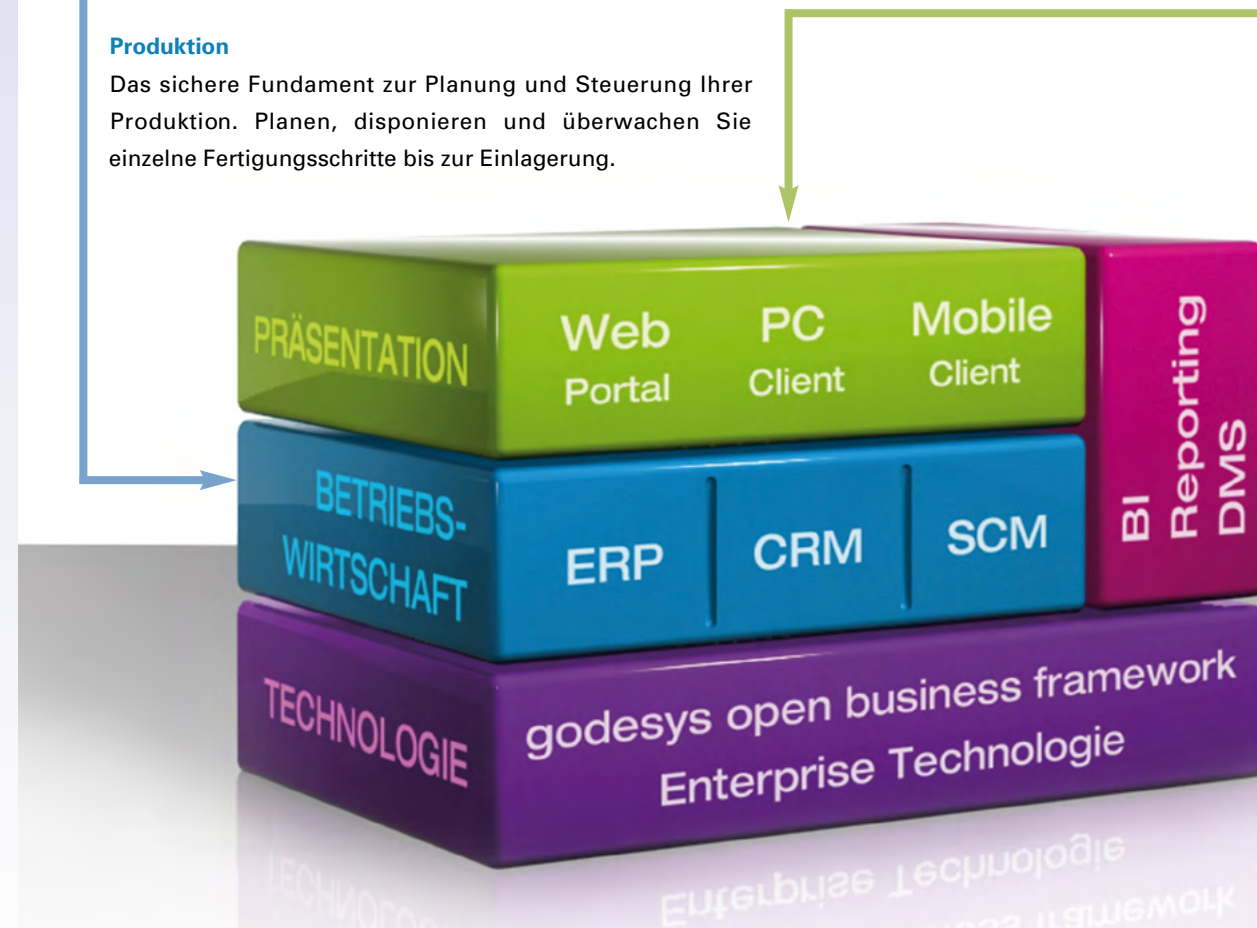 Produktion
Das sichere Fundament zur Planung und Steuerung Ihrer
Produktion. Planen, disponieren und überwachen Sie
einzelne Fertigungsschritte bis zur Einlagerung.
PRÄSENTATION
Web
Portal
PC
Client
Mobile
Client
BETRIEBS-
WIRTSCHAFT
ERP
CRM
SCM
BI
Reporting
DMS
TECHNOLOGIE
godesys open business framework
Enterprise Technologie